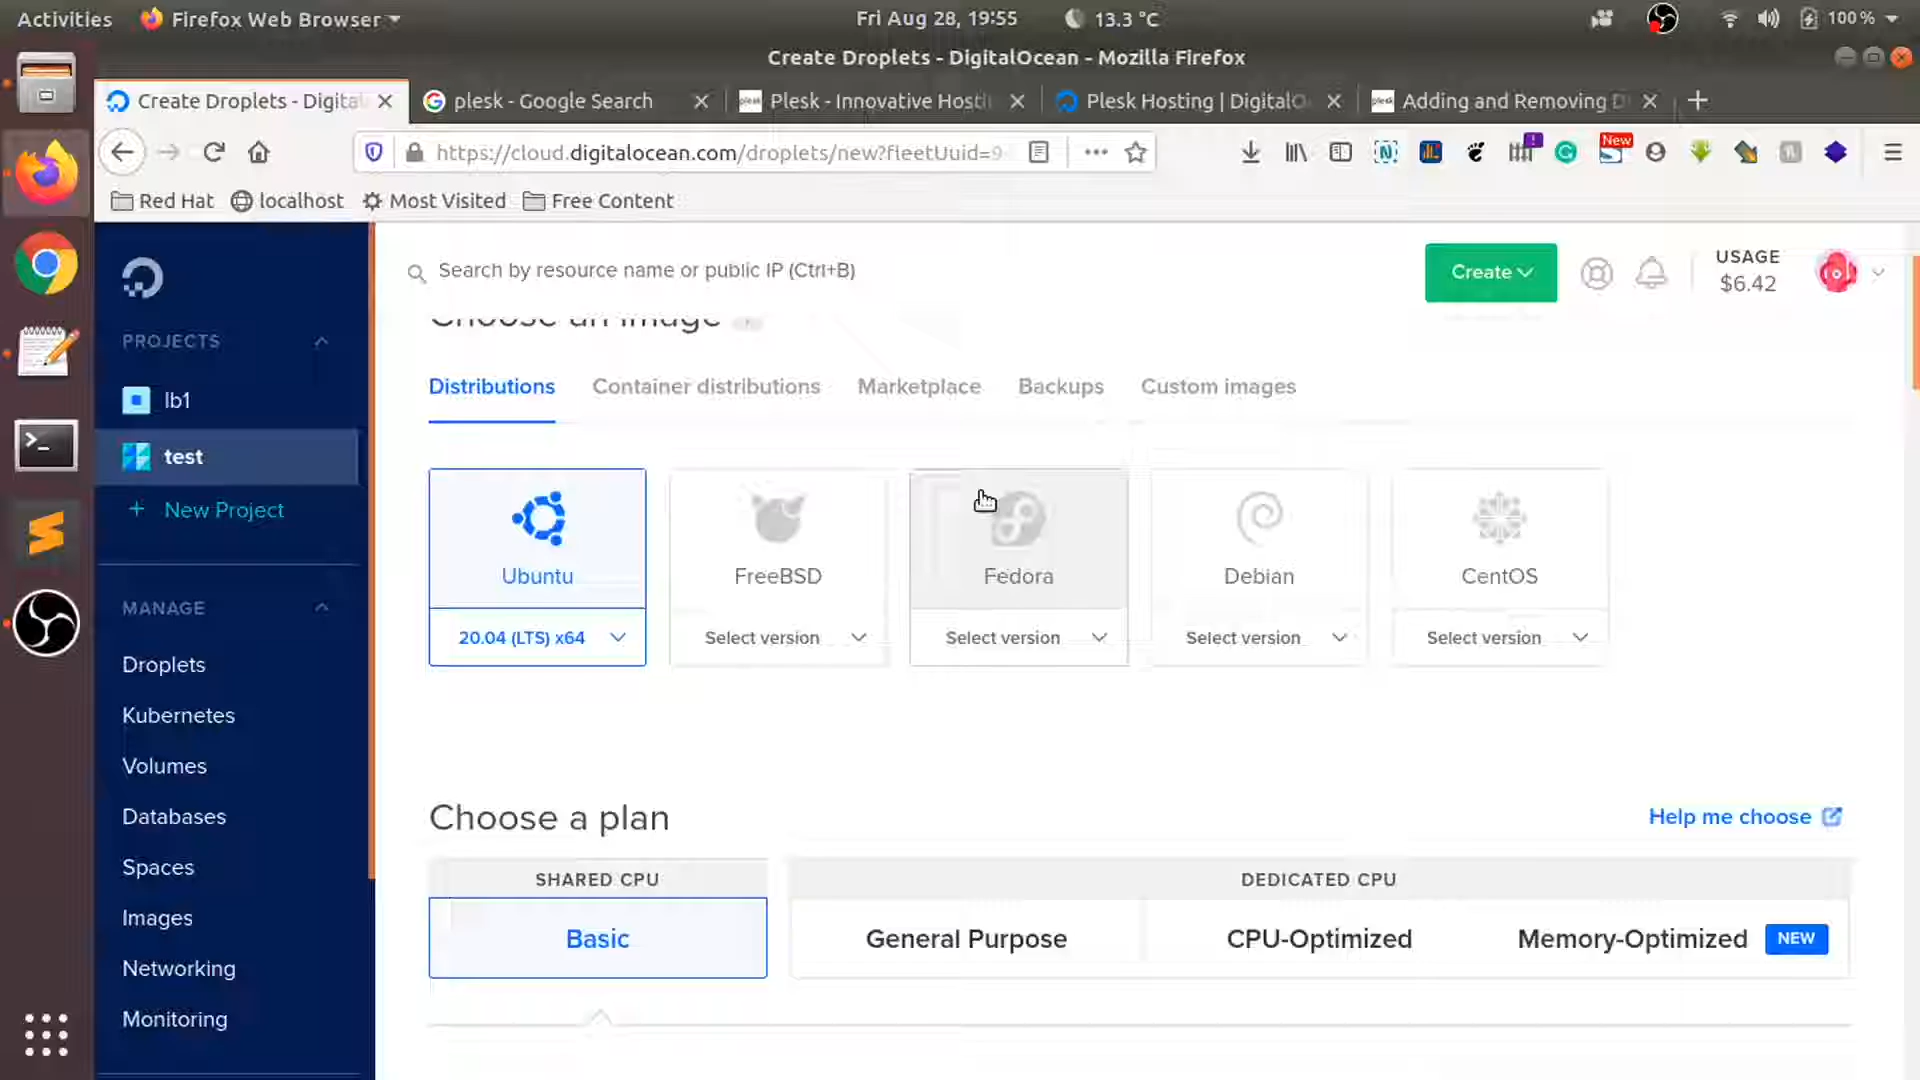 Activities Firefox Web Browser Fri Aug 28, 19:55 13.3 °C 100 %
Create Droplets - DigitalOcean - Mozilla Firefox
Create Droplets - Digita plesk - Google Search Plesk - Innovative Hosti Plesk Hosting | DigitalO Adding and Removing D
https://cloud.digitalocean.com/droplets/new?fleetUuid=9 New
Red Hat localhost Most Visited Free Content
Search by resource name or public IP (Ctrl+B)
Create
USAGE
$6.42
PROJECTS
lb1
test
+ New Project
MANAGE
Droplets
Kubernetes
Volumes
Databases
Spaces
Images
Networking
Monitoring
Choose an image
Distributions Container distributions Marketplace Backups Custom images
Ubuntu FreeBSD Fedora Debian CentOS
20.04 (LTS) x64 Select version Select version Select version Select version
Choose a plan Help me choose
SHARED CPU DEDICATED CPU
Basic General Purpose CPU-Optimized Memory-Optimized NEW